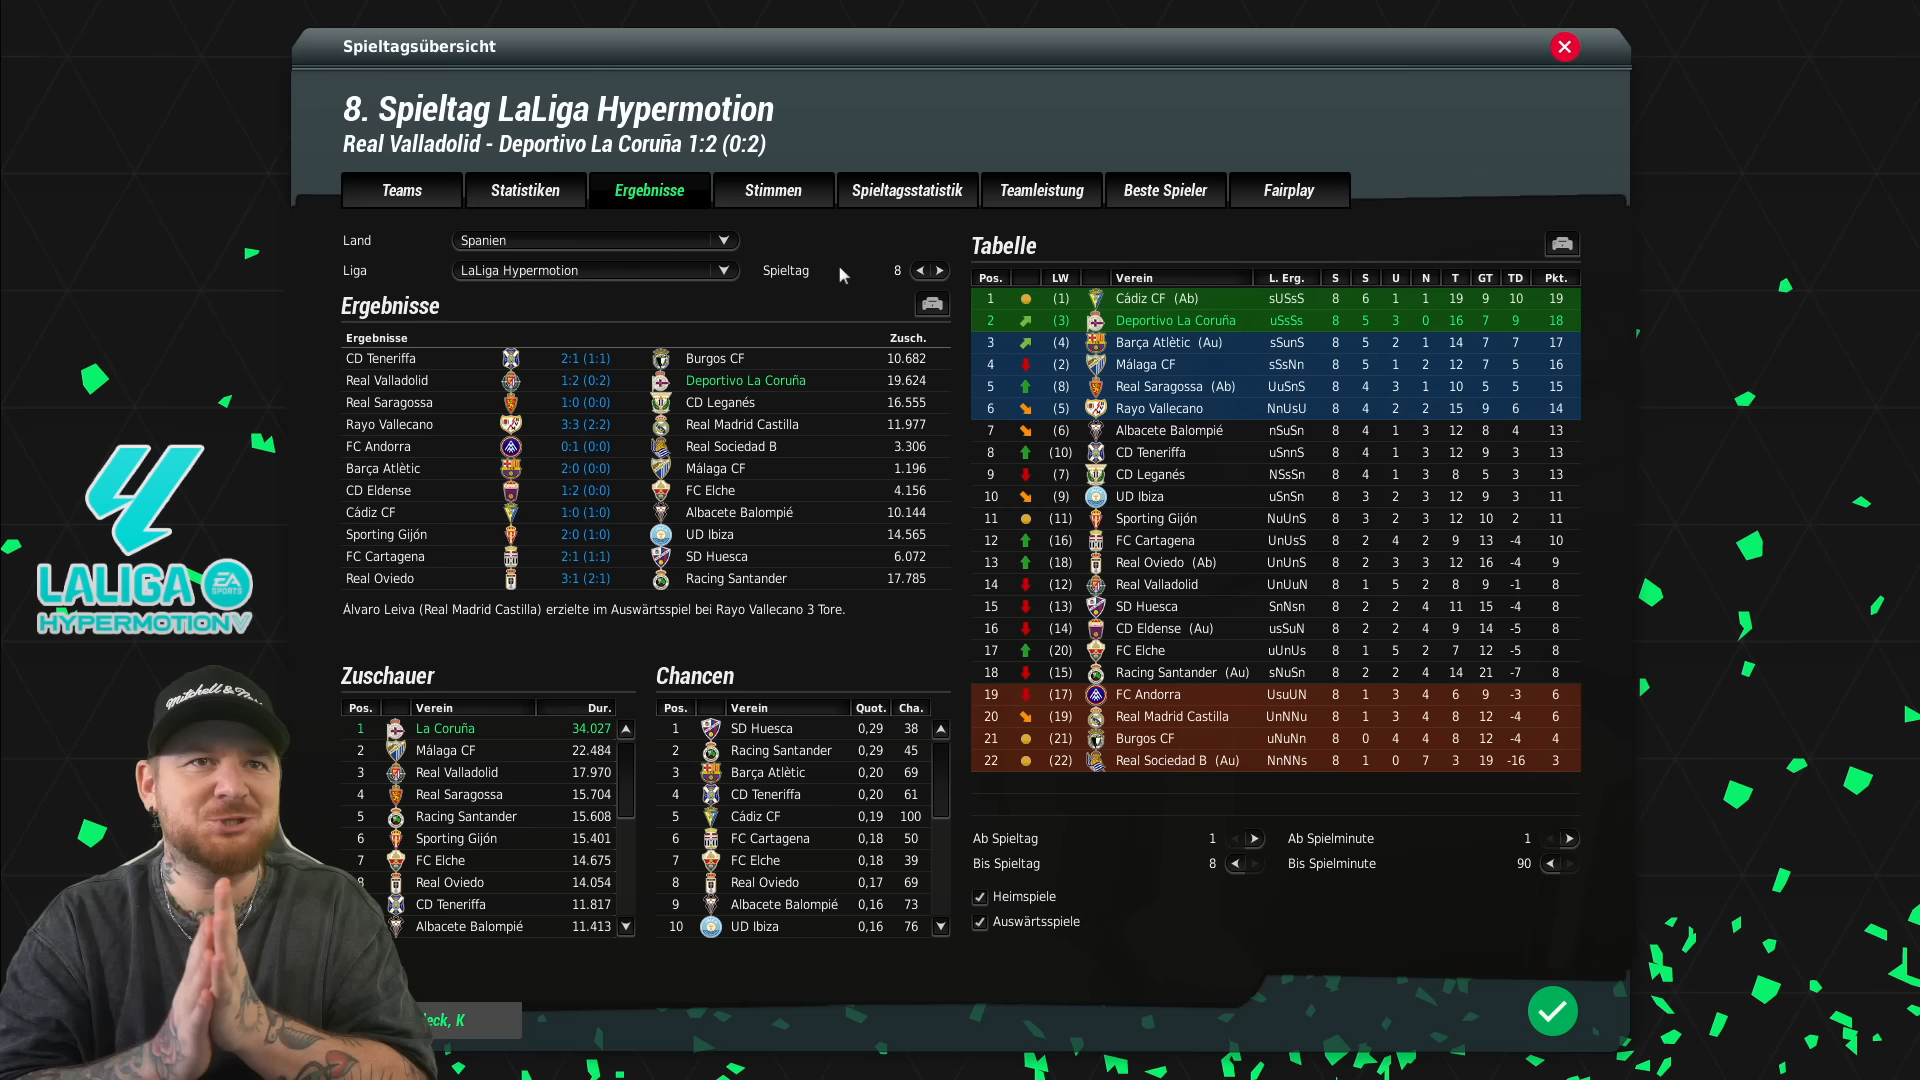 Spieltagsübersicht
8. Spieltag LaLiga Hypermotion
Real Valladolid - Deportivo La Coruña 1:2 (0:2)
Teams Statistiken Ergebnisse Stimmen Spieltagsstatistik Teamleistung Beste Spieler Fairplay
Land Spanien
Liga LaLiga Hypermotion Spieltag 8
Ergebnisse
Ergebnisse Zusch.
CD Teneriffa 2:1 (1:1) Burgos CF 10.682
Real Valladolid 1:2 (0:2) Deportivo La Coruña 19.624
Real Saragossa 1:0 (0:0) CD Leganés 16.555
Rayo Vallecano 3:3 (2:2) Real Madrid Castilla 11.977
FC Andorra 0:1 (0:0) Real Sociedad B 3.306
Barça Atlètic 2:0 (0:0) Málaga CF 1.196
CD Eldense 1:2 (0:0) FC Elche 4.156
Cádiz CF 1:0 (1:0) Albacete Balompié 10.144
Sporting Gijón 2:0 (1:0) UD Ibiza 14.565
FC Cartagena 2:1 (1:1) SD Huesca 6.072
Real Oviedo 3:1 (2:1) Racing Santander 17.785
Álvaro Leiva (Real Madrid Castilla) erzielte im Auswärtsspiel bei Rayo Vallecano 3 Tore.
Zuschauer
Pos. Verein Dur.
1 La Coruña 34.027
2 Málaga CF 22.484
3 Real Valladolid 17.970
4 Real Saragossa 15.704
5 Racing Santander 15.608
6 Sporting Gijón 15.401
7 FC Elche 14.675
8 Real Oviedo 14.054
CD Teneriffa 11.817
Albacete Balompié 11.413
Chancen
Pos. Verein Quot. Cha.
1 SD Huesca 0,29 38
2 Racing Santander 0,29 45
3 Barça Atlètic 0,20 69
4 CD Teneriffa 0,20 61
5 Cádiz CF 0,19 100
6 FC Cartagena 0,18 50
7 FC Elche 0,18 39
8 Real Oviedo 0,17 69
9 Albacete Balompié 0,16 73
10 UD Ibiza 0,16 76
Tabelle
Pos. LW Verein L. Erg. S S U N T GT TD Pkt.
1 (1) Cádiz CF (Ab) sUSsS 8 6 1 1 19 9 10 19
2 (3) Deportivo La Coruña uSsSs 8 5 3 0 16 7 9 18
3 (4) Barça Atlètic (Au) sSunS 8 5 2 1 14 7 7 17
4 (2) Málaga CF sSsNn 8 5 1 2 12 7 5 16
5 (8) Real Saragossa (Ab) UuSnS 8 4 3 1 10 5 5 15
6 (5) Rayo Vallecano NnUsU 8 4 2 2 15 9 6 14
7 (6) Albacete Balompié nSuSn 8 4 1 3 12 8 4 13
8 (10) CD Teneriffa uSnnS 8 4 1 3 12 9 3 13
9 (7) CD Leganés NSsSn 8 4 1 3 8 5 3 13
10 (9) UD Ibiza uSnSn 8 3 2 3 12 9 3 11
11 (11) Sporting Gijón NuUnS 8 3 2 3 12 10 2 11
12 (16) FC Cartagena UnUsS 8 2 4 2 9 13 -4 10
13 (18) Real Oviedo (Ab) UnUnS 8 2 3 3 12 16 -4 9
14 (12) Real Valladolid UnUuN 8 1 5 2 8 9 -1 8
15 (13) SD Huesca SnNsn 8 2 2 4 11 15 -4 8
16 (14) CD Eldense (Au) usSuN 8 2 2 4 9 14 -5 8
17 (20) FC Elche uUnUs 8 1 5 2 7 12 -5 8
18 (15) Racing Santander (Au) sNuSn 8 2 2 4 14 21 -7 8
19 (17) FC Andorra UsuUN 8 1 3 4 6 9 -3 6
20 (19) Real Madrid Castilla UnNNu 8 1 3 4 8 12 -4 6
21 (21) Burgos CF uNuNn 8 0 4 4 8 12 -4 4
22 (22) Real Sociedad B (Au) NnNNs 8 1 0 7 3 19 -16 3
Ab Spieltag 1 Ab Spielminute 1
Bis Spieltag 8 Bis Spielminute 90
Heimspiele
Auswärtsspiele
LALIGA EA SPORTS
HYPERMOTION
Mitchell & Ne
eck, K